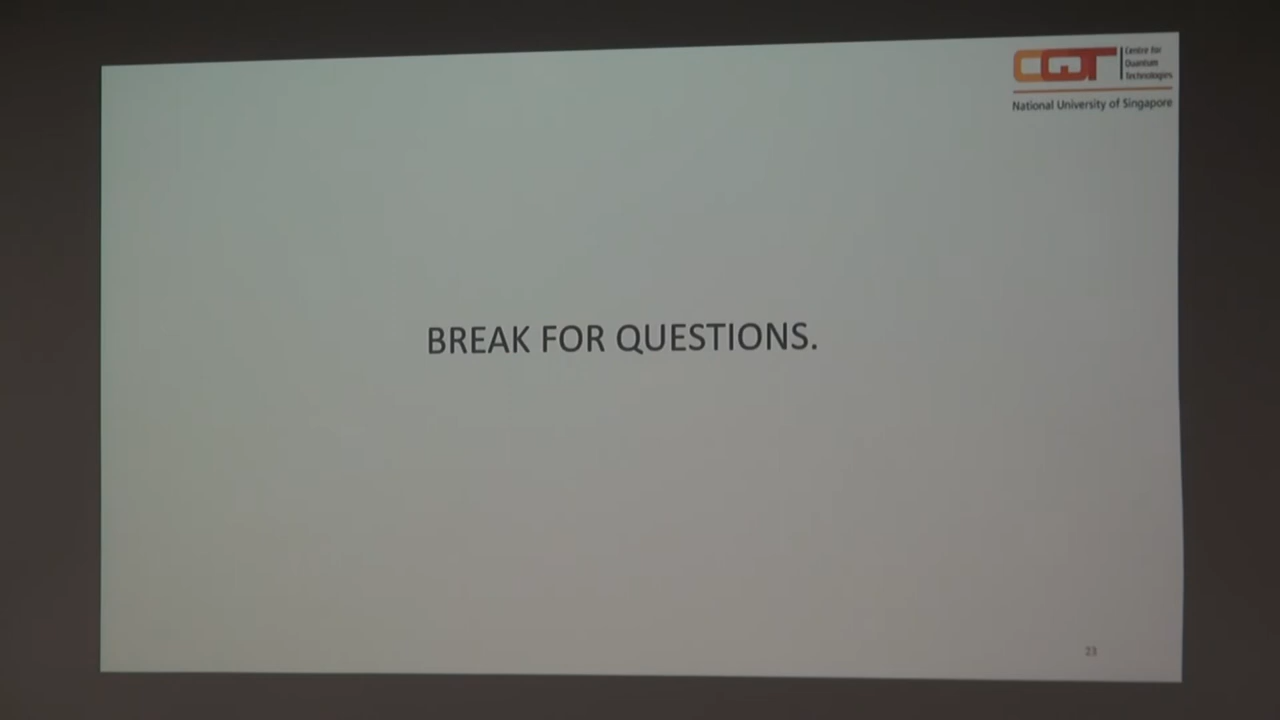 CQT
Centre for
Quantum
Technologies
National University of Singapore
BREAK FOR QUESTIONS.
23